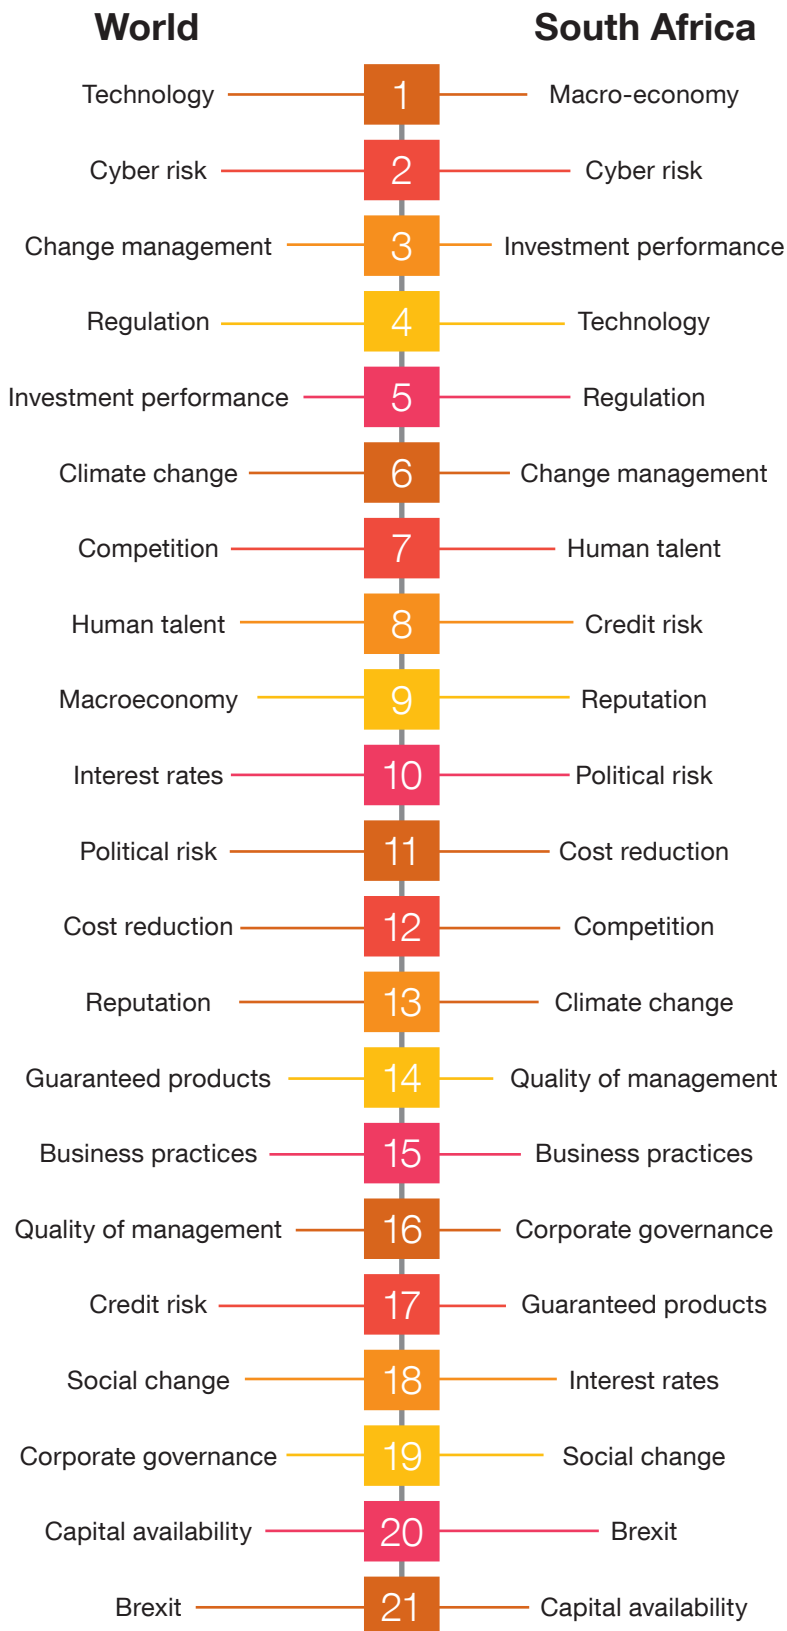 World South Africa
Technology 1 Macro-economy
Cyber risk 2 Cyber risk
Change management 3 Investment performance
Regulation 4 Technology
Investment performance 5 Regulation
Climate change 6 Change management
Competition 7 Human talent
Human talent 8 Credit risk
Macroeconomy 9 Reputation
Interest rates 10 Political risk
Political risk 11 Cost reduction
Cost reduction 12 Competition
Reputation 13 Climate change
Guaranteed products 14 Quality of management
Business practices 15 Business practices
Quality of management 16 Corporate governance
Credit risk 17 Guaranteed products
Social change 18 Interest rates
Corporate governance 19 Social change
Capital availability 20 Brexit
Brexit 21 Capital availability